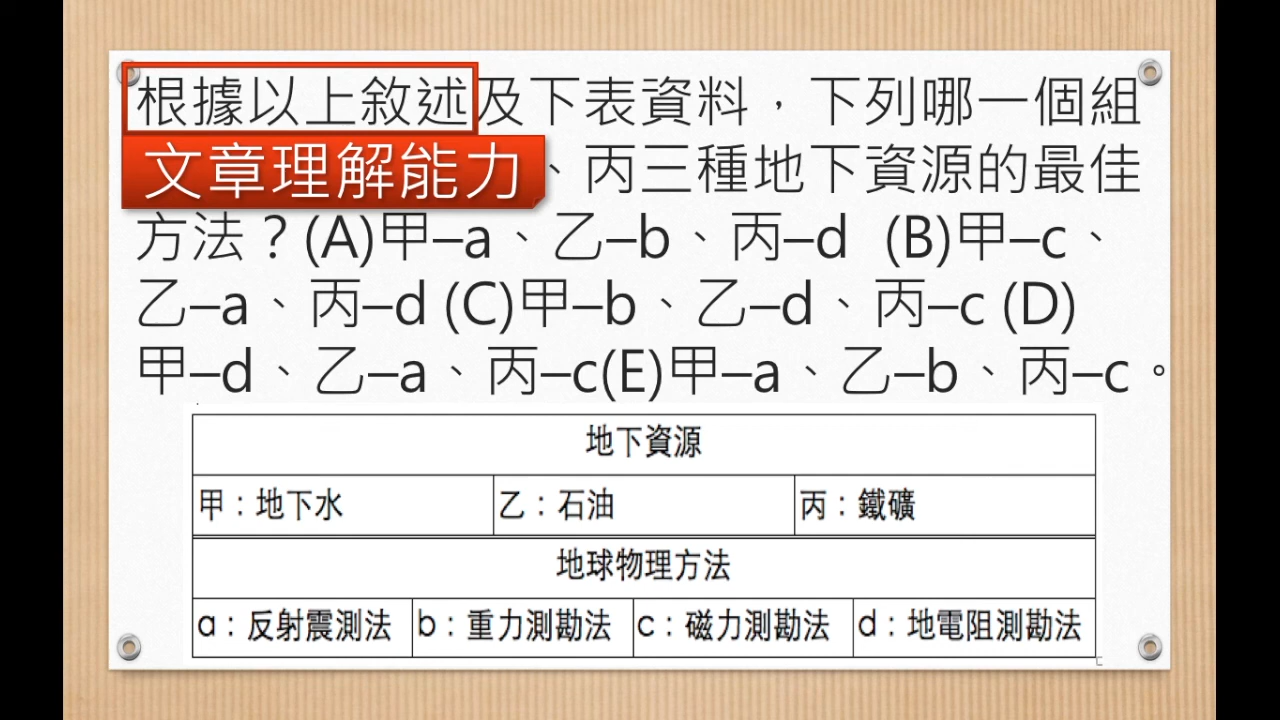 根據以上敘述及下表資料，下列哪一個組
文章理解能力、丙三種地下資源的最佳
方法？(A)甲–a、乙–b、丙–d (B)甲–c、
乙–a、丙–d (C)甲–b、乙–d、丙–c (D)
甲–d、乙–a、丙–c(E)甲–a、乙–b、丙–c。
地下資源
甲：地下水 乙：石油 丙：鐵礦
地球物理方法
a：反射震測法 b：重力測勘法 c：磁力測勘法 d：地電阻測勘法